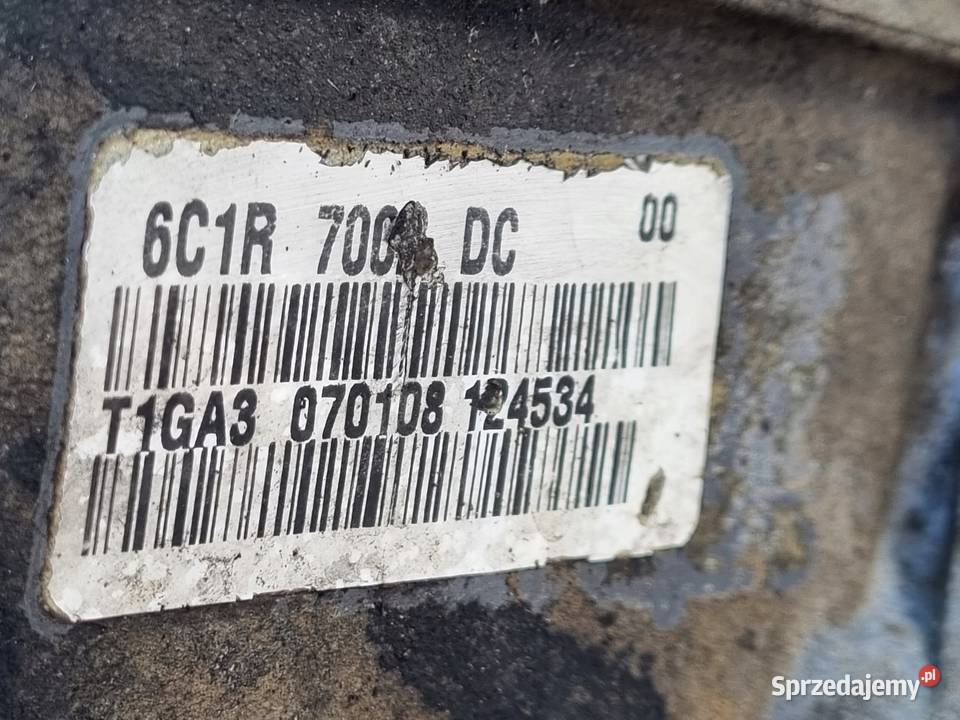 6C1R DC 00
T1GA3 070108 124534
Sprzedajemy.pl